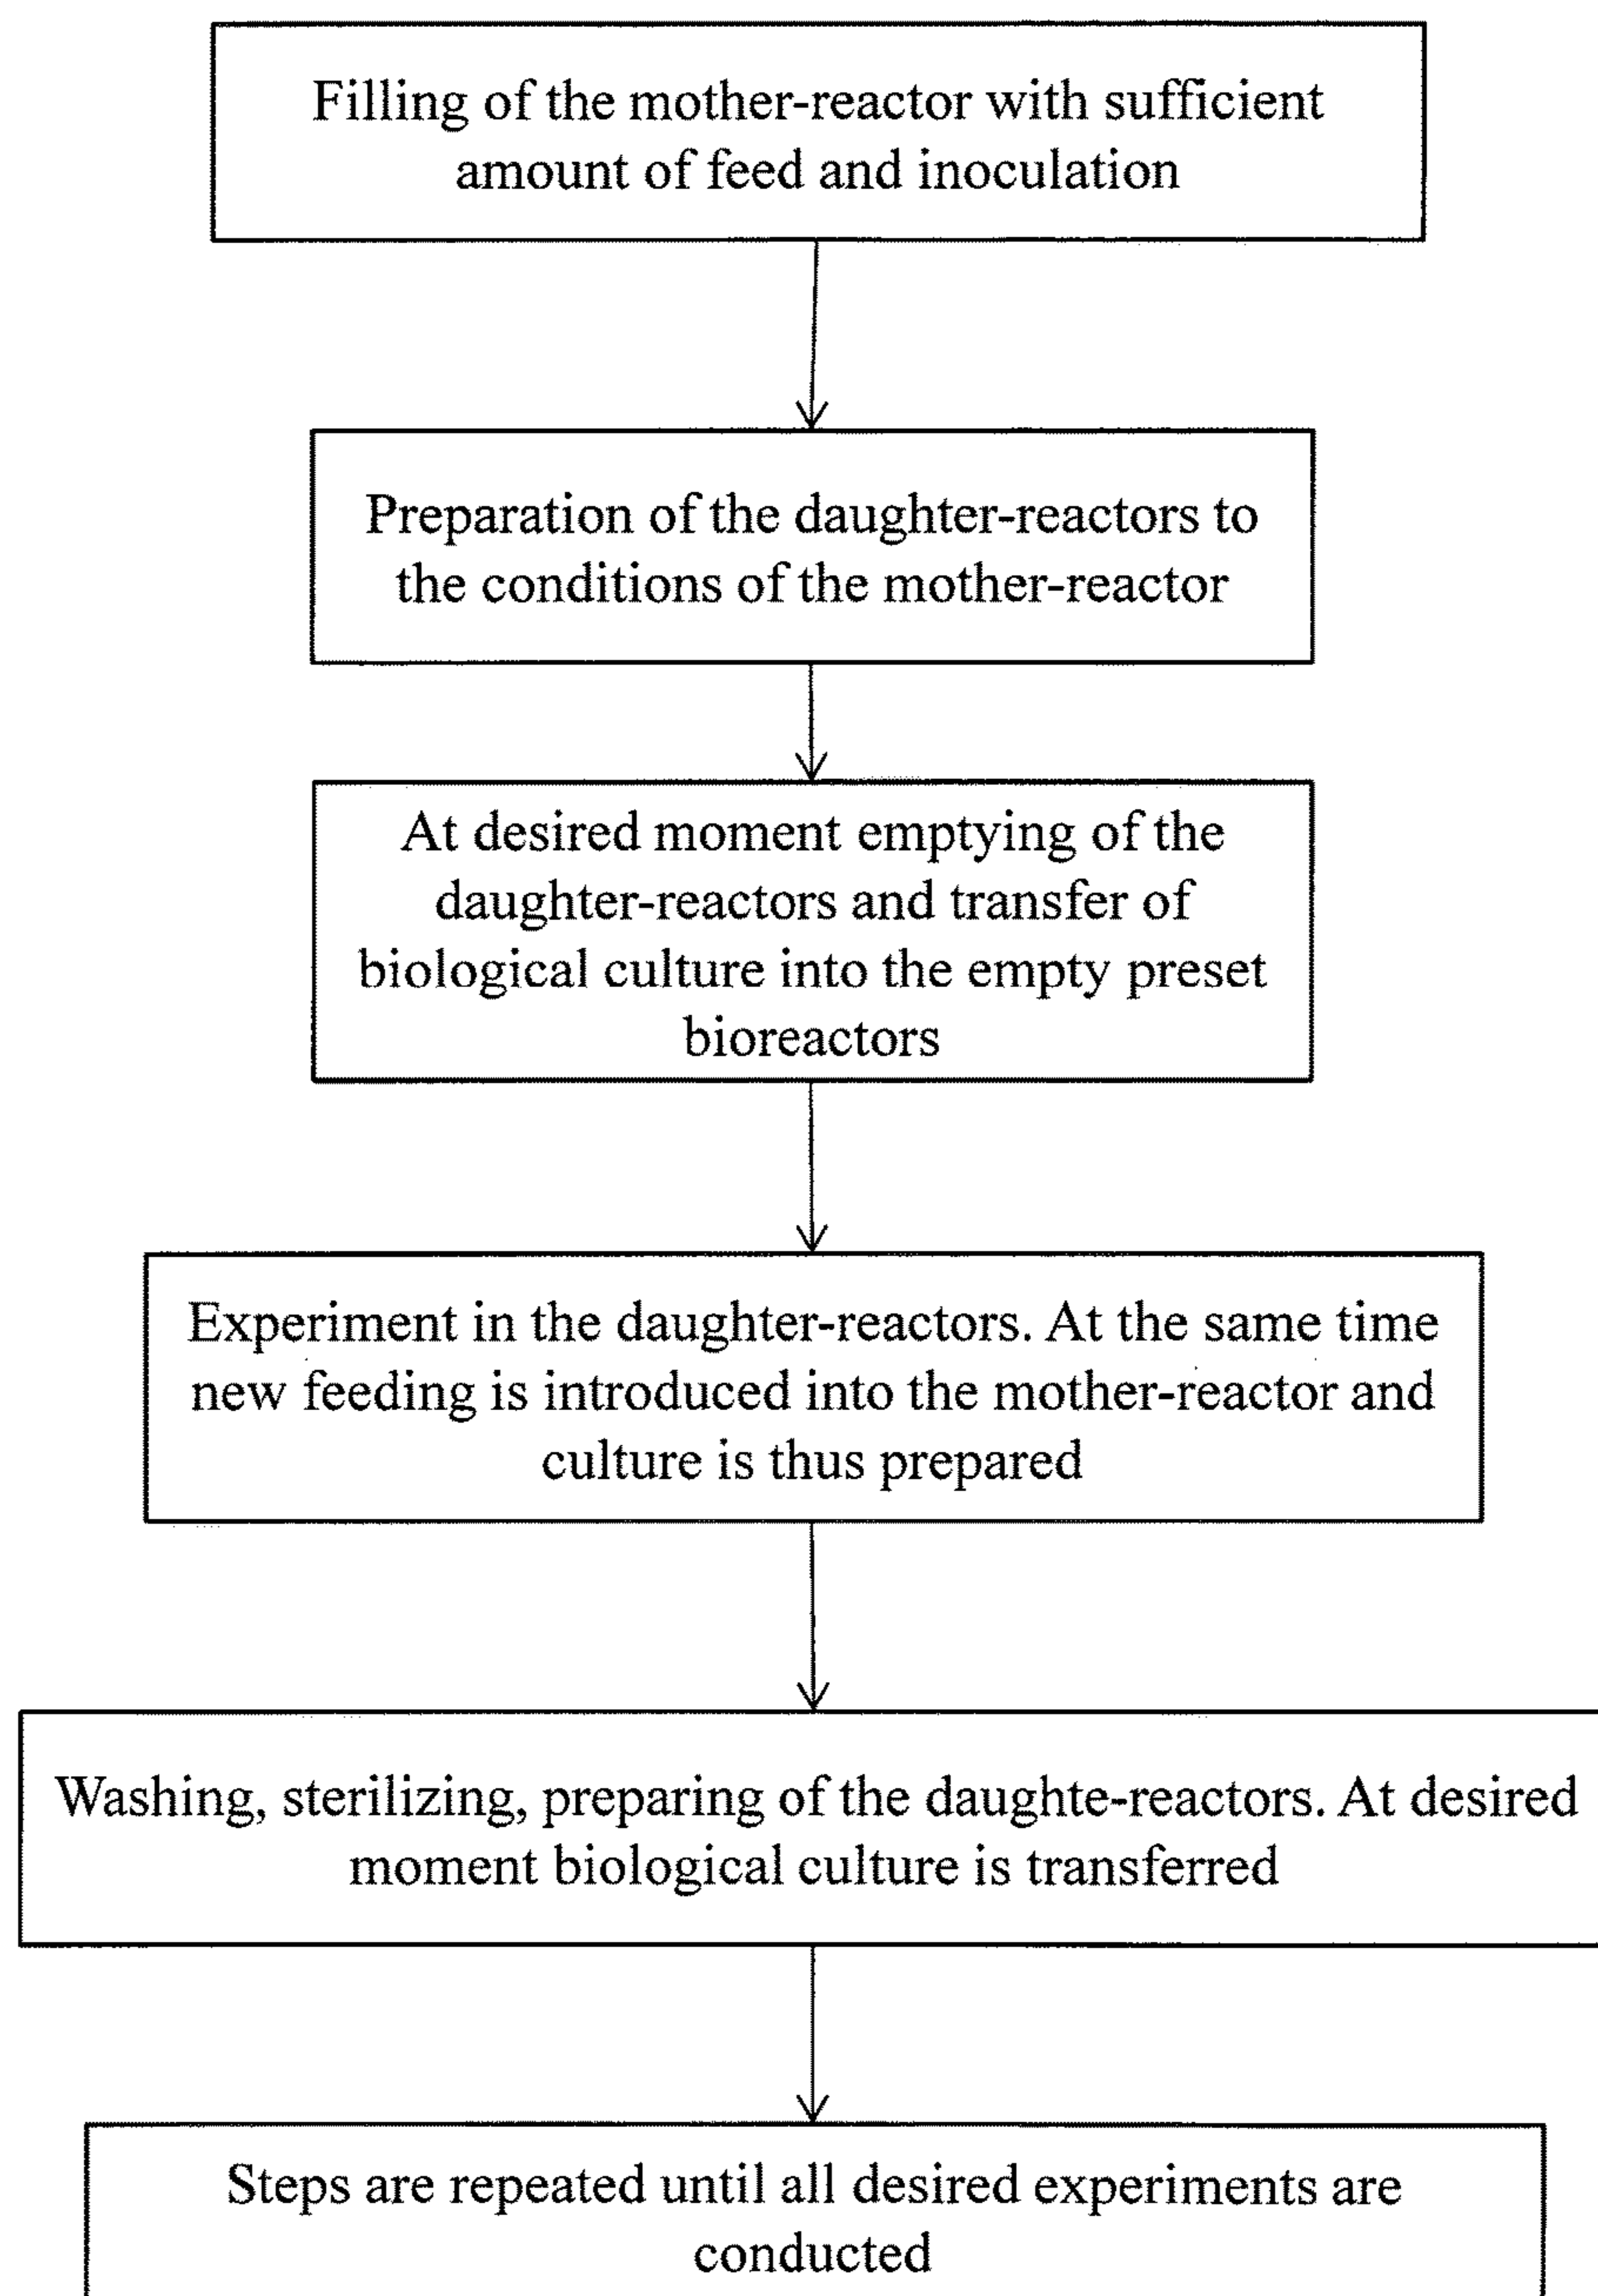 Filling of the mother-reactor with sufficient
amount of feed and inoculation
Preparation of the daughter-reactors to
the conditions of the mother-reactor
At desired moment emptying of the
daughter-reactors and transfer of
biological culture into the empty preset
bioreactors
Experiment in the daughter-reactors. At the same time
new feeding is introduced into the mother-reactor and
culture is thus prepared
Washing, sterilizing, preparing of the daughte-reactors. At desired
moment biological culture is transferred
Steps are repeated until all desired experiments are
conducted